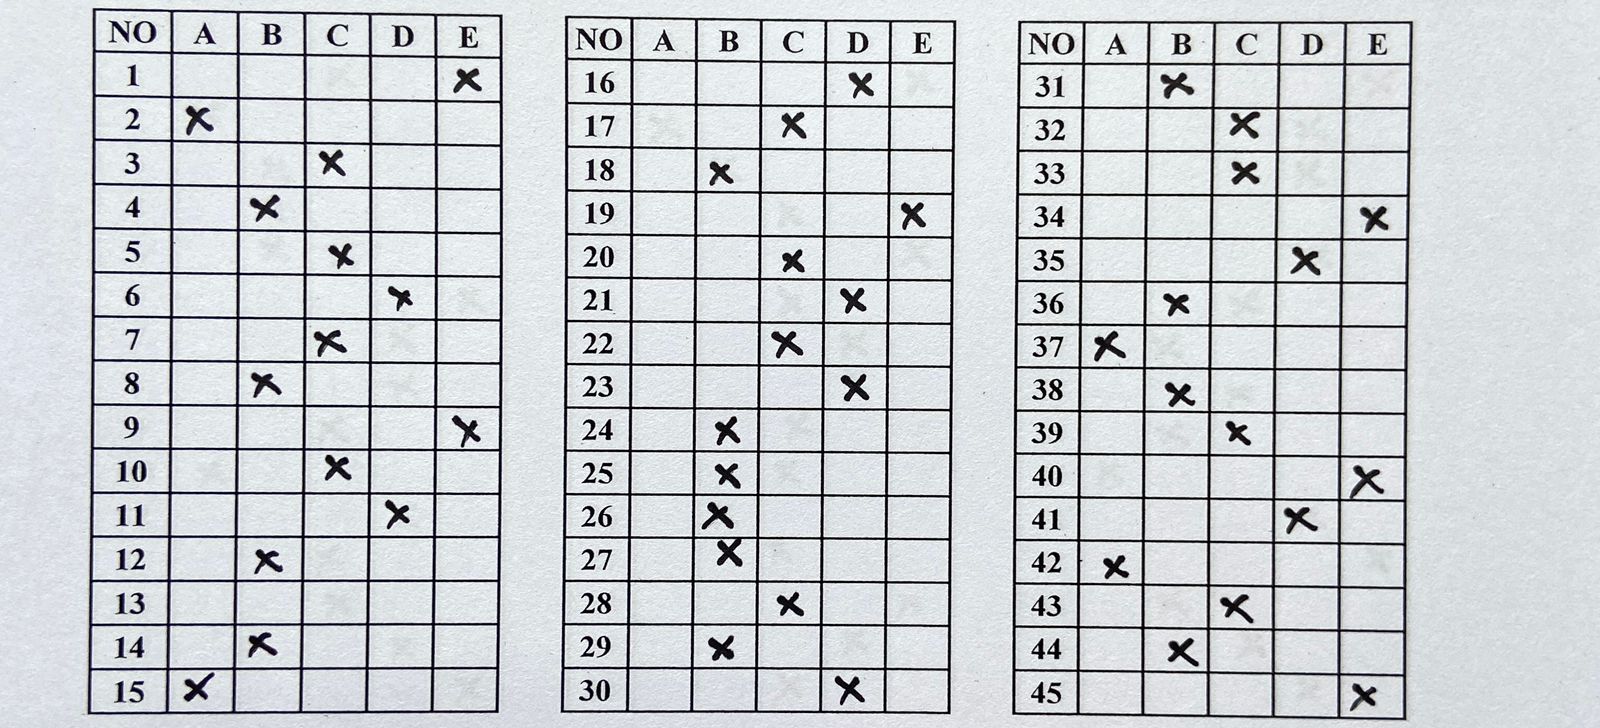 NO A B C D E
1 X
2 X
3 X
4 X
5 X
6 X
7 X
8 X
9 X
10 X
11 X
12 X
13
14 X
15 X
NO A B C D E
16 X
17 X
18 X
19 X
20 X
21 X
22 X
23 X
24 X
25 X
26 X
27 X
28 X
29 X
30 X
NO A B C D E
31 X
32 X
33 X
34 X
35 X
36 X
37 X
38 X
39 X
40 X
41 X
42 X
43 X
44 X
45 X